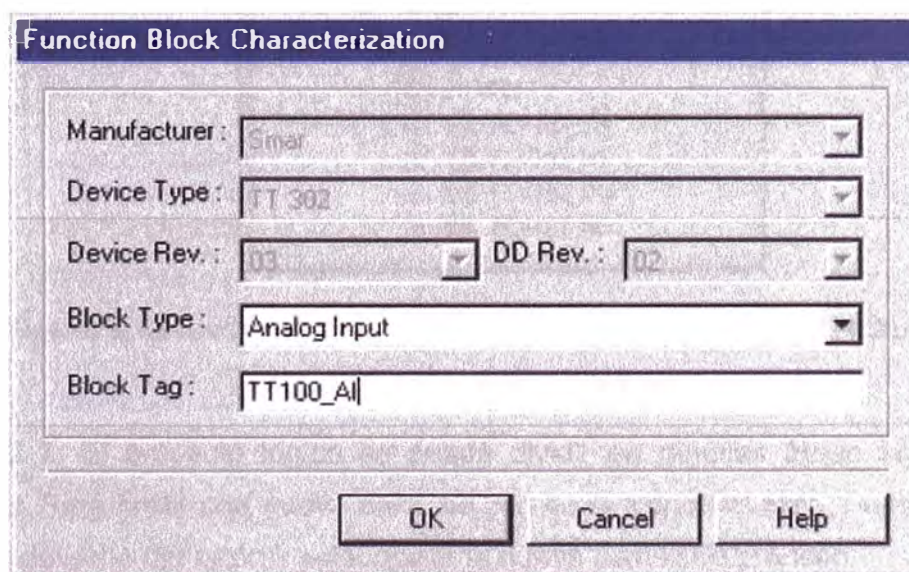 Function Block Characterization
Manufacturer : Smar
Device Type : TT 302
Device Rev. : 03 DD Rev. : 02
Block Type : Analog Input
Block Tag : TT100_AI
OK Cancel Help